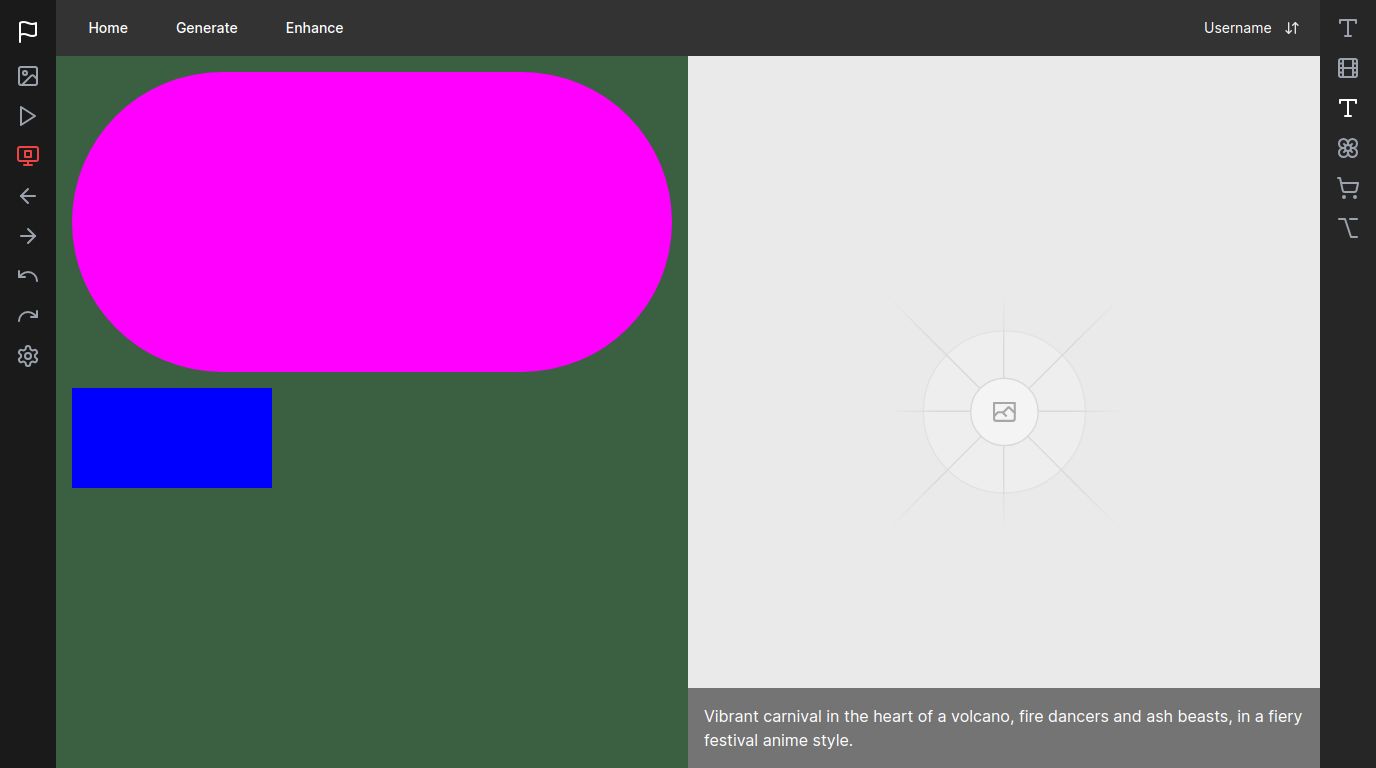 Home
Generate
Enhance
Username
Vibrant carnival in the heart of a volcano, fire dancers and ash beasts, in a fiery
festival anime style.